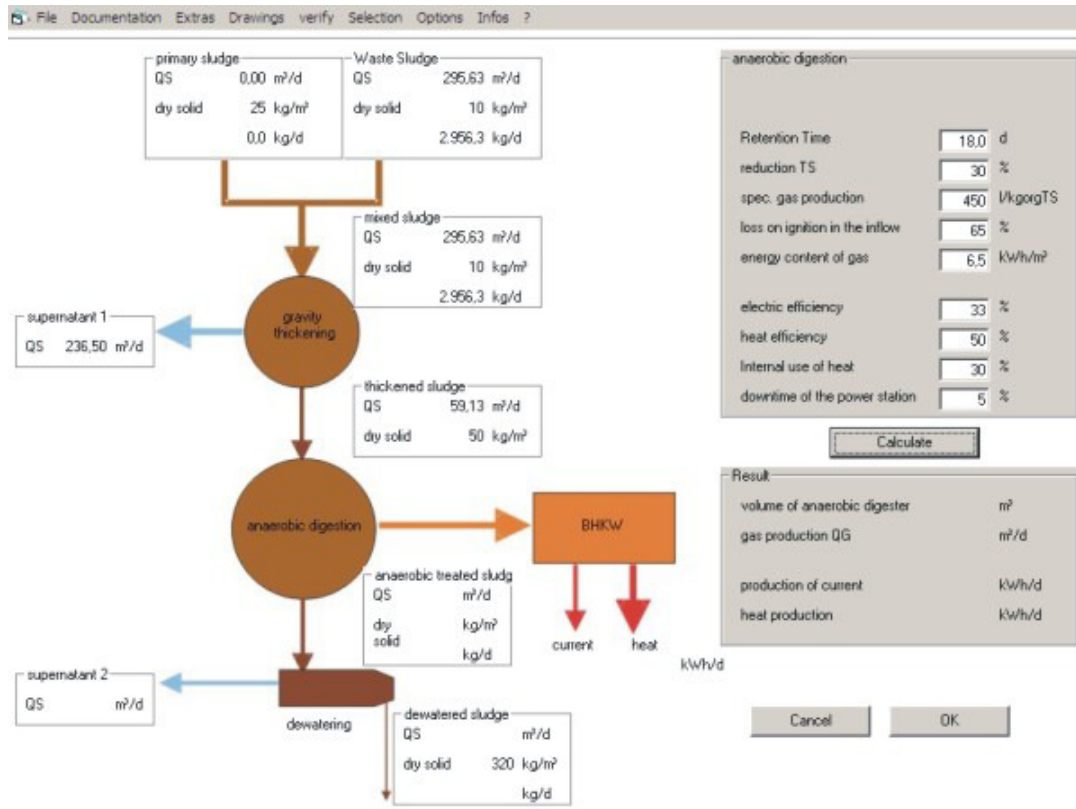 File Documentation Extras Drawings verify Selection Options Infos ?
primary sludge
QS 0,00 m³/d
dry solid 25 kg/m³
0,0 kg/d
Waste Sludge
QS 295,63 m³/d
dry solid 10 kg/m³
2.956,3 kg/d
mixed sludge
QS 295,63 m³/d
dry solid 10 kg/m³
2.956,3 kg/d
gravity
thickening
supernatant 1
QS 236,50 m³/d
thickened sludge
QS 59,13 m³/d
dry solid 50 kg/m³
anaerobic digestion
BHKW
current heat
kWh/d
anaerobic treated sludg
QS m³/d
dry kg/m³
solid
kg/d
supernatant 2
QS m³/d
dewatering
dewatered sludge
QS m³/d
dry solid 320 kg/m³
kg/d
anaerobic digestion
Retention Time 18,0 d
reduction TS 30 %
spec. gas production 450 l/kgorgTS
loss on ignition in the inflow 65 %
energy content of gas 6,5 kWh/m³
electric efficiency 33 %
heat efficiency 50 %
Internal use of heat 30 %
downtime of the power station 5 %
Calculate
Result
volume of anaerobic digester m³
gas production QG m³/d
production of current kWh/d
heat production kWh/d
Cancel OK